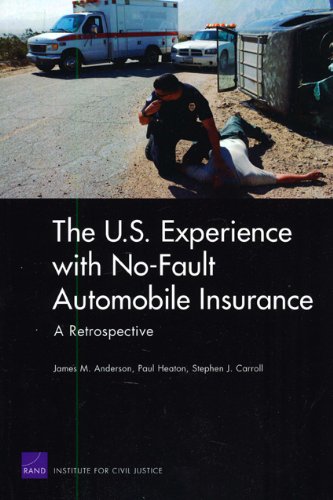 The U.S. Experience
with No-Fault
Automobile Insurance
A Retrospective
James M. Anderson, Paul Heaton, Stephen J. Carroll
RAND
INSTITUTE FOR CIVIL JUSTICE